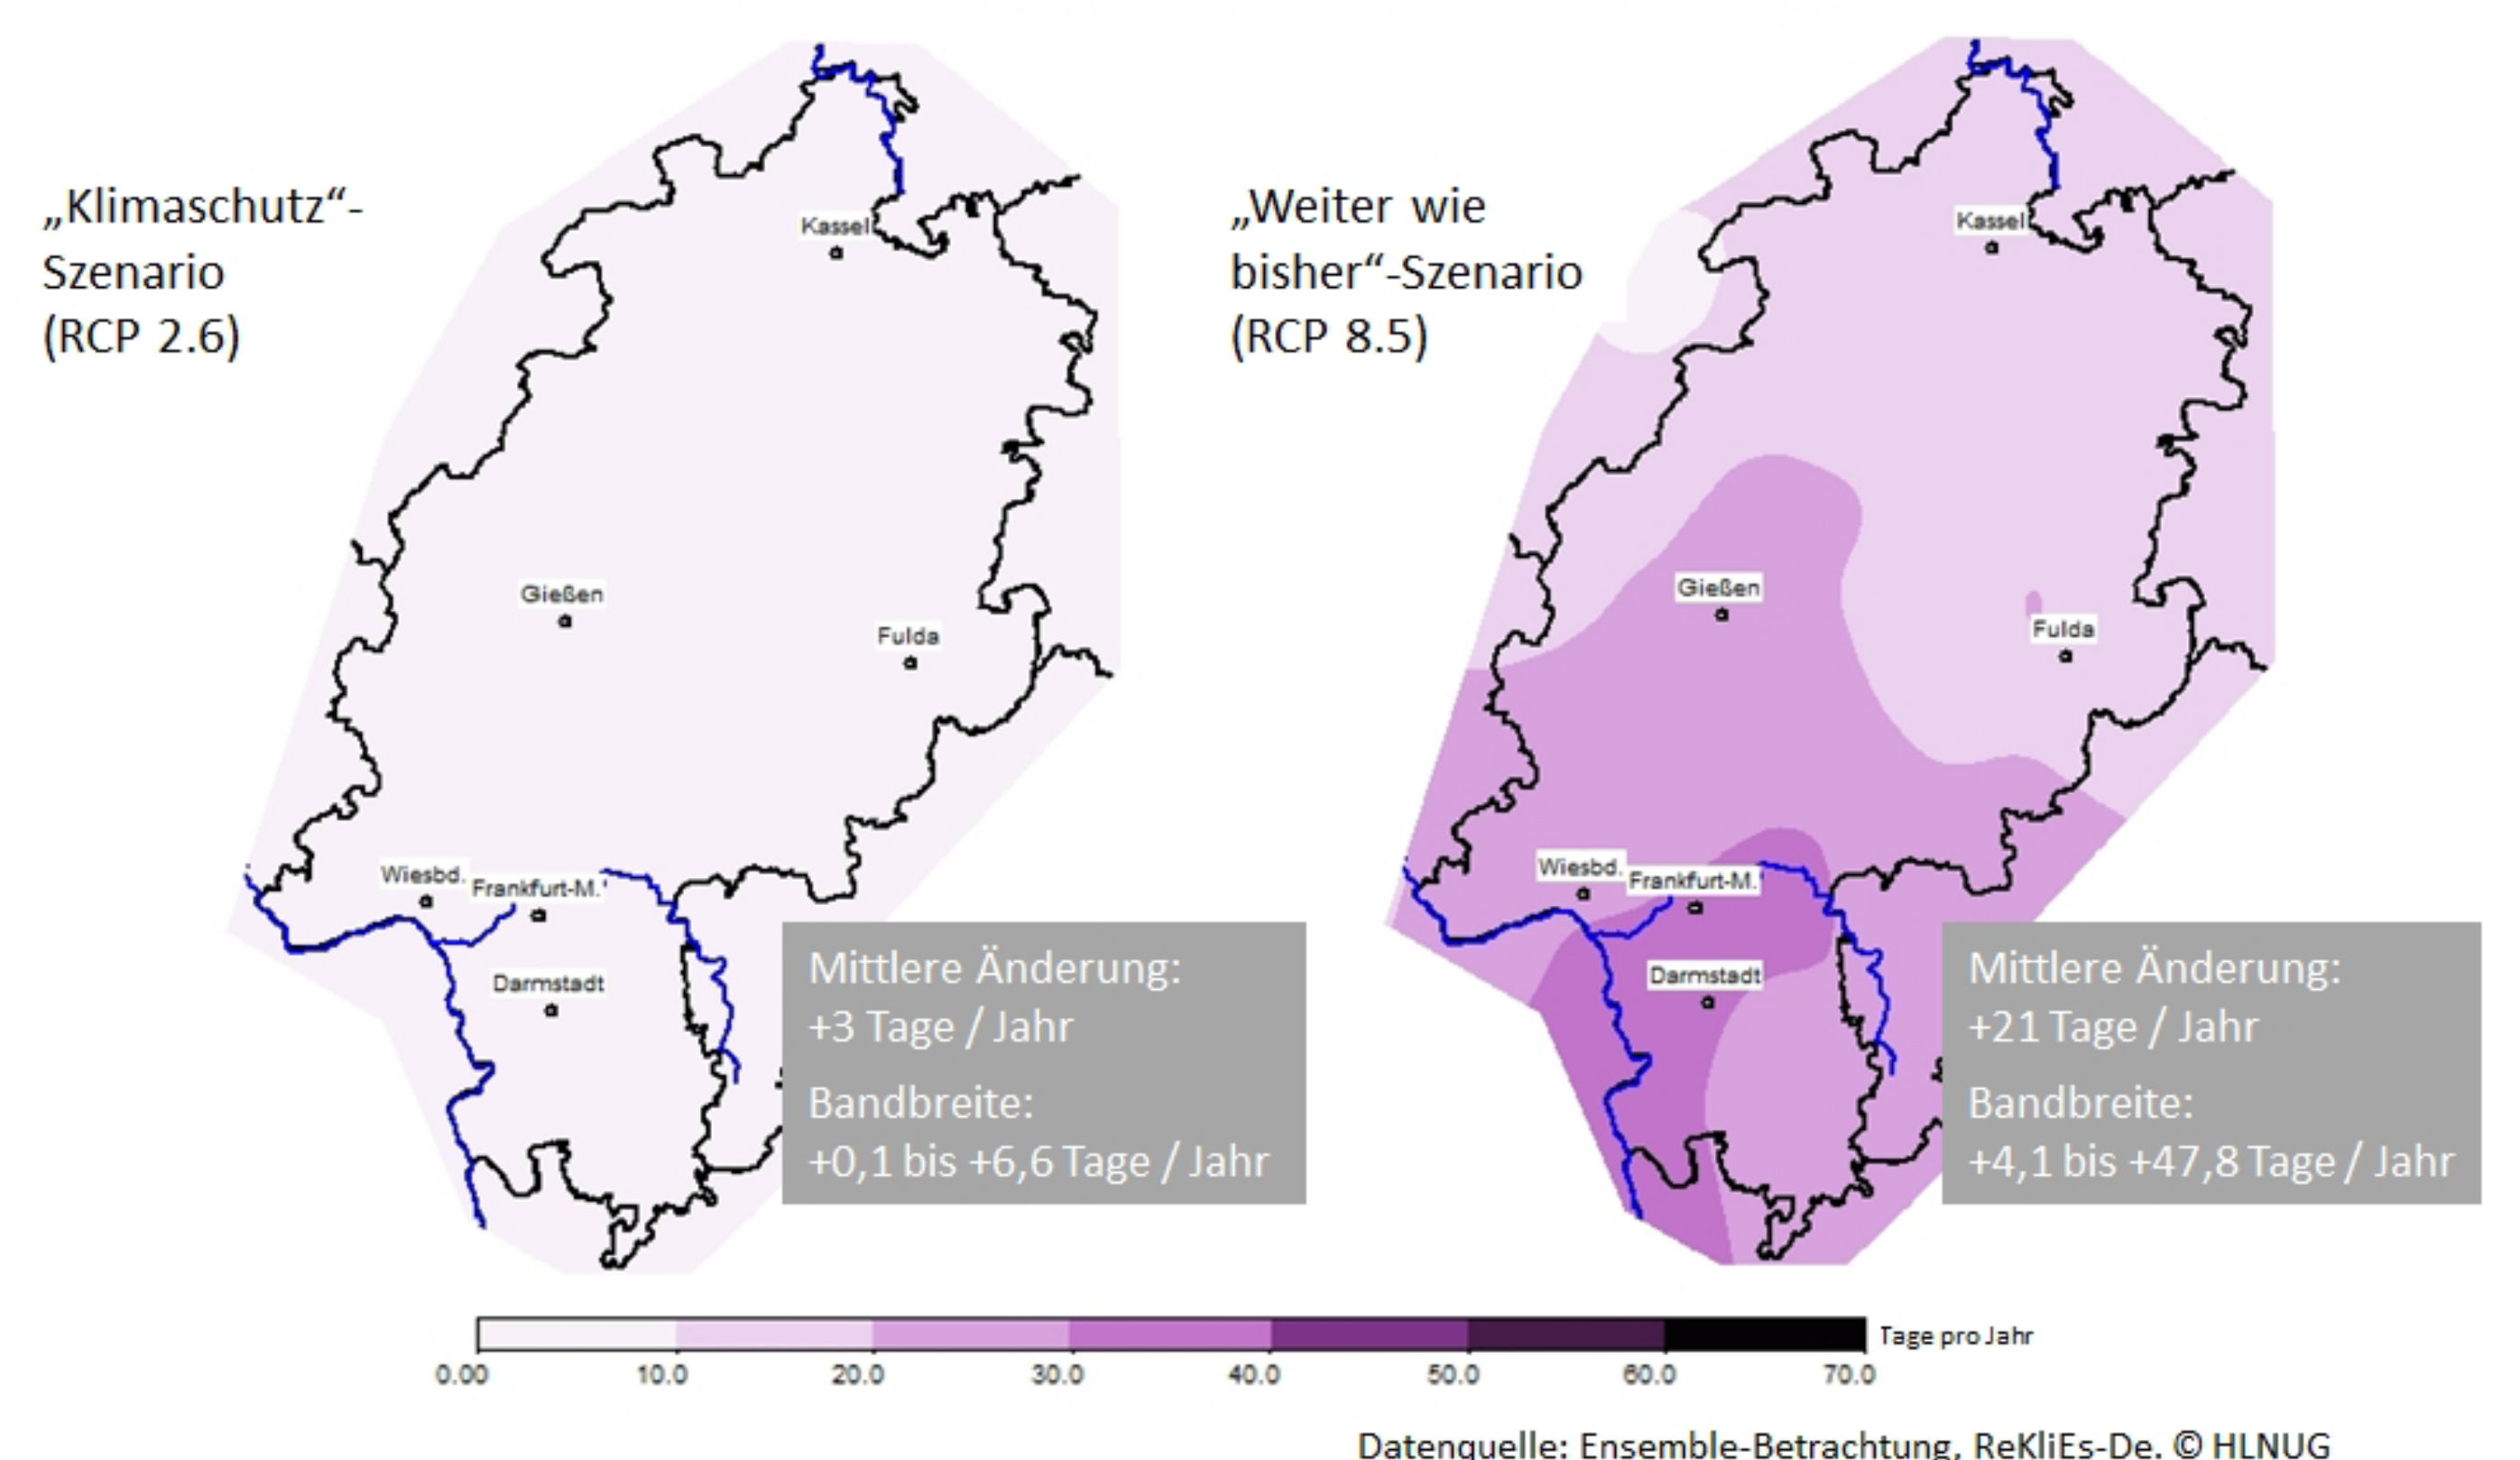 „Klimaschutz“-
Szenario
(RCP 2.6)
Kassel
Gießen
Fulda
Wiesbd.
Frankfurt-M.
Darmstadt
Mittlere Änderung:
+3 Tage / Jahr
Bandbreite:
+0,1 bis +6,6 Tage / Jahr
„Weiter wie
bisher“-Szenario
(RCP 8.5)
Kassel
Gießen
Fulda
Wiesbd.
Frankfurt-M.
Darmstadt
Mittlere Änderung:
+21 Tage / Jahr
Bandbreite:
+4,1 bis +47,8 Tage / Jahr
Tage pro Jahr
0.00 10.0 20.0 30.0 40.0 50.0 60.0 70.0
Datenquelle: Ensemble-Betrachtung, ReKliEs-De. © HLNUG